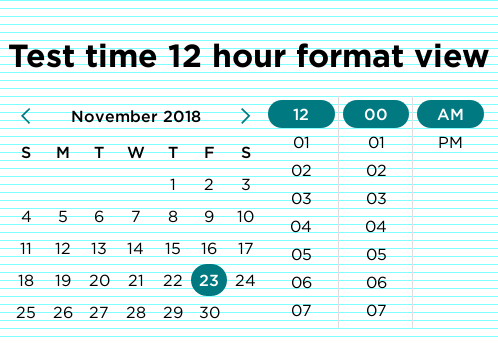 Test time 12 hour format view
November 2018
S M T W T F S
1 2 3
4 5 6 7 8 9 10
11 12 13 14 15 16 17
18 19 20 21 22 23 24
25 26 27 28 29 30
12 00 AM
01 01 PM
02 02
03 03
04 04
05 05
06 06
07 07